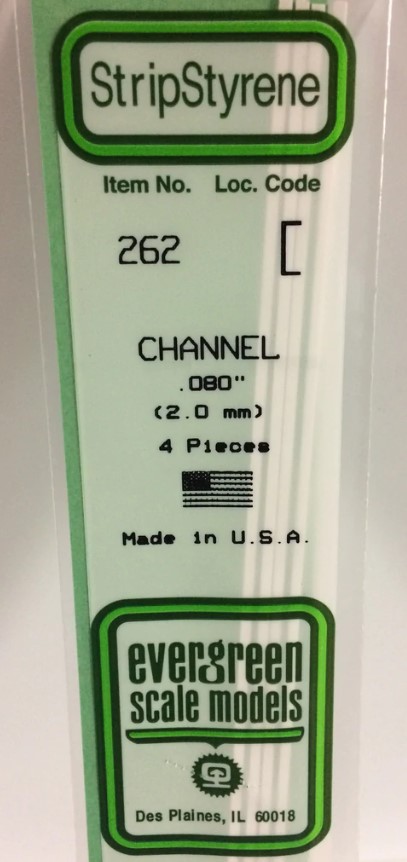 StripStyrene
Item No. Loc. Code
262 [
CHANNEL
.080"
(2.0 mm)
4 Pieces
Made in U.S.A.
evergreen
scale models
Des Plaines, IL 60018